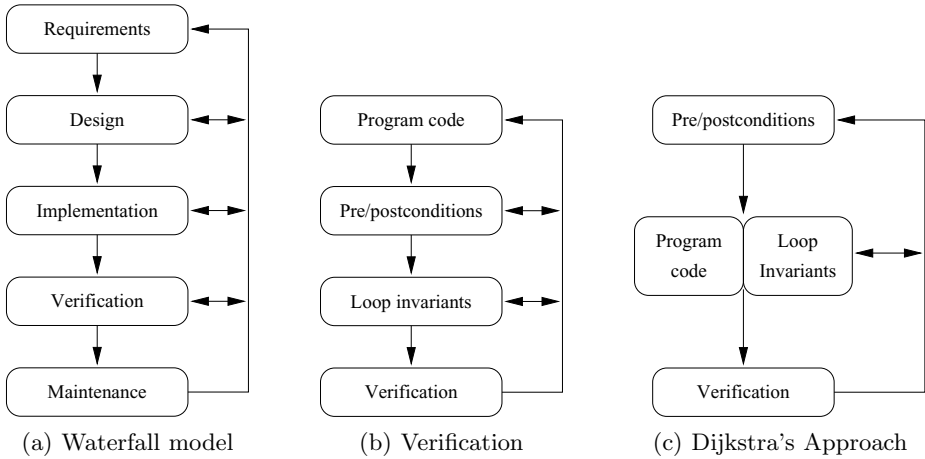 Requirements
Design
Implementation
Verification
Maintenance
(a) Waterfall model
Program code
Pre/postconditions
Loop invariants
Verification
(b) Verification
Pre/postconditions
Program
code
Loop
Invariants
Verification
(c) Dijkstra's Approach